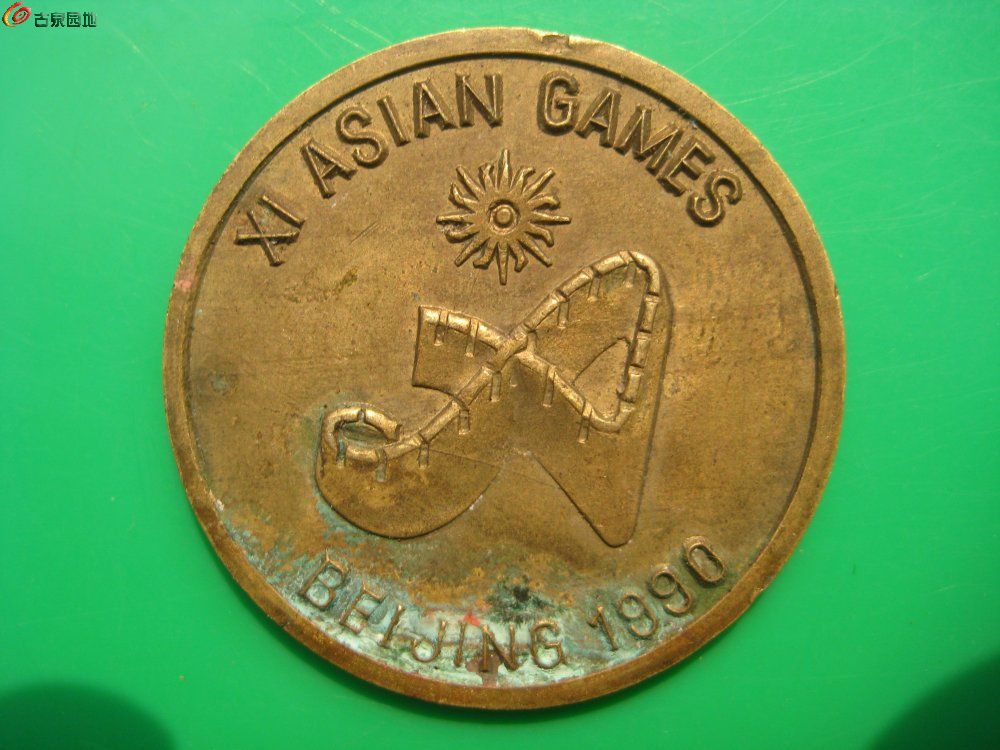 古泉园地
XI ASIAN GAMES
BEIJING 1990